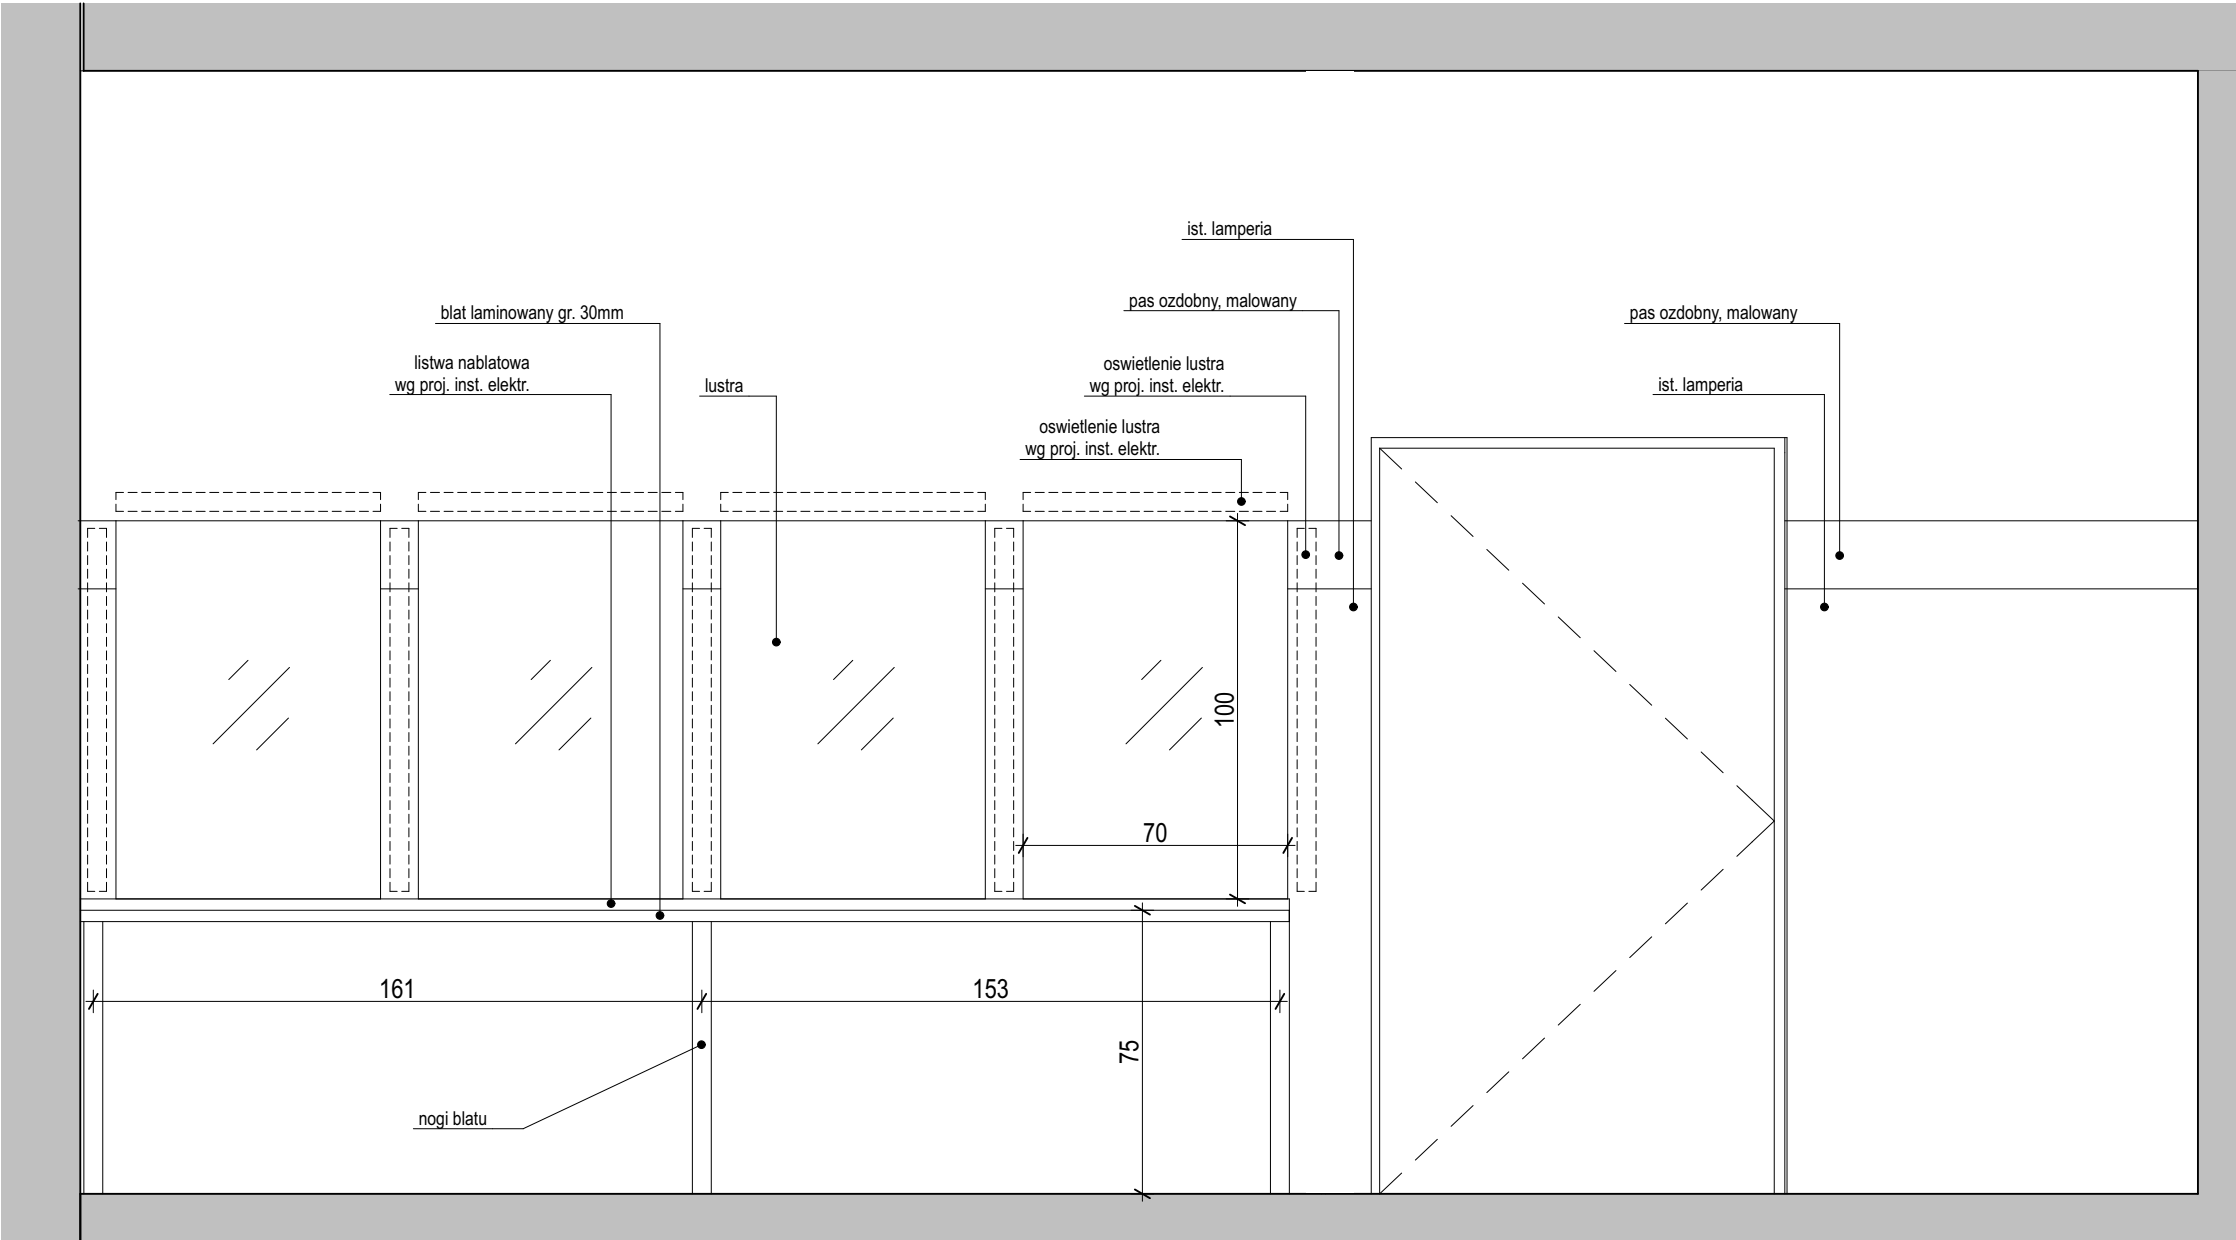 ist. lamperia
pas ozdobny, malowany
blat laminowany gr. 30mm
pas ozdobny, malowany
listwa nablatowa
wg proj. inst. elektr.
lustra
oswietlenie lustra
wg proj. inst. elektr.
ist. lamperia
oswietlenie lustra
wg proj. inst. elektr.
100
70
161
153
75
nogi blatu